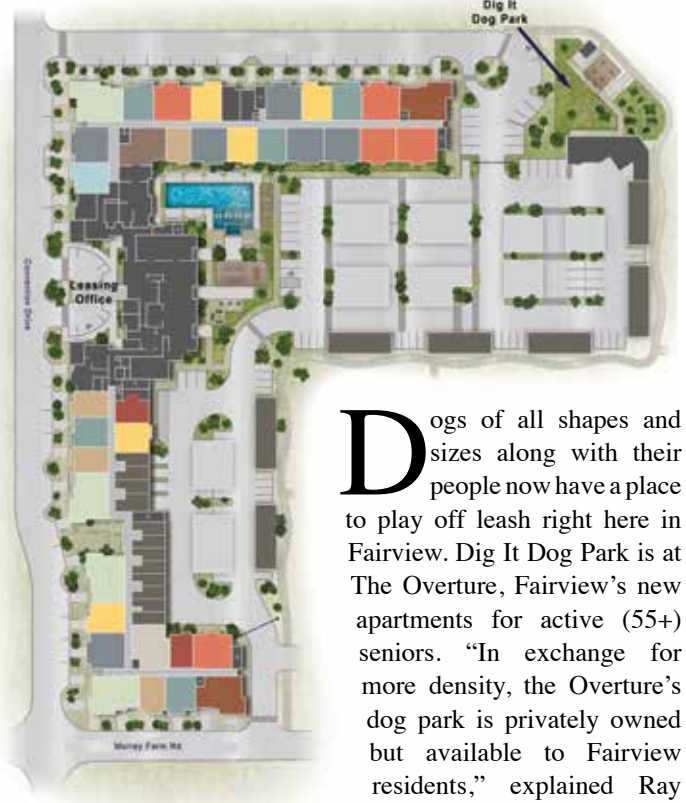 Dig It
Dog Park
Leasing
Office
Convention Drive
Murray Farm Rd
Dogs of all shapes and
sizes along with their
people now have a place
to play off leash right here in
Fairview. Dig It Dog Park is at
The Overture, Fairview’s new
apartments for active (55+)
seniors. “In exchange for
more density, the Overture’s
dog park is privately owned
but available to Fairview
residents,” explained Ray